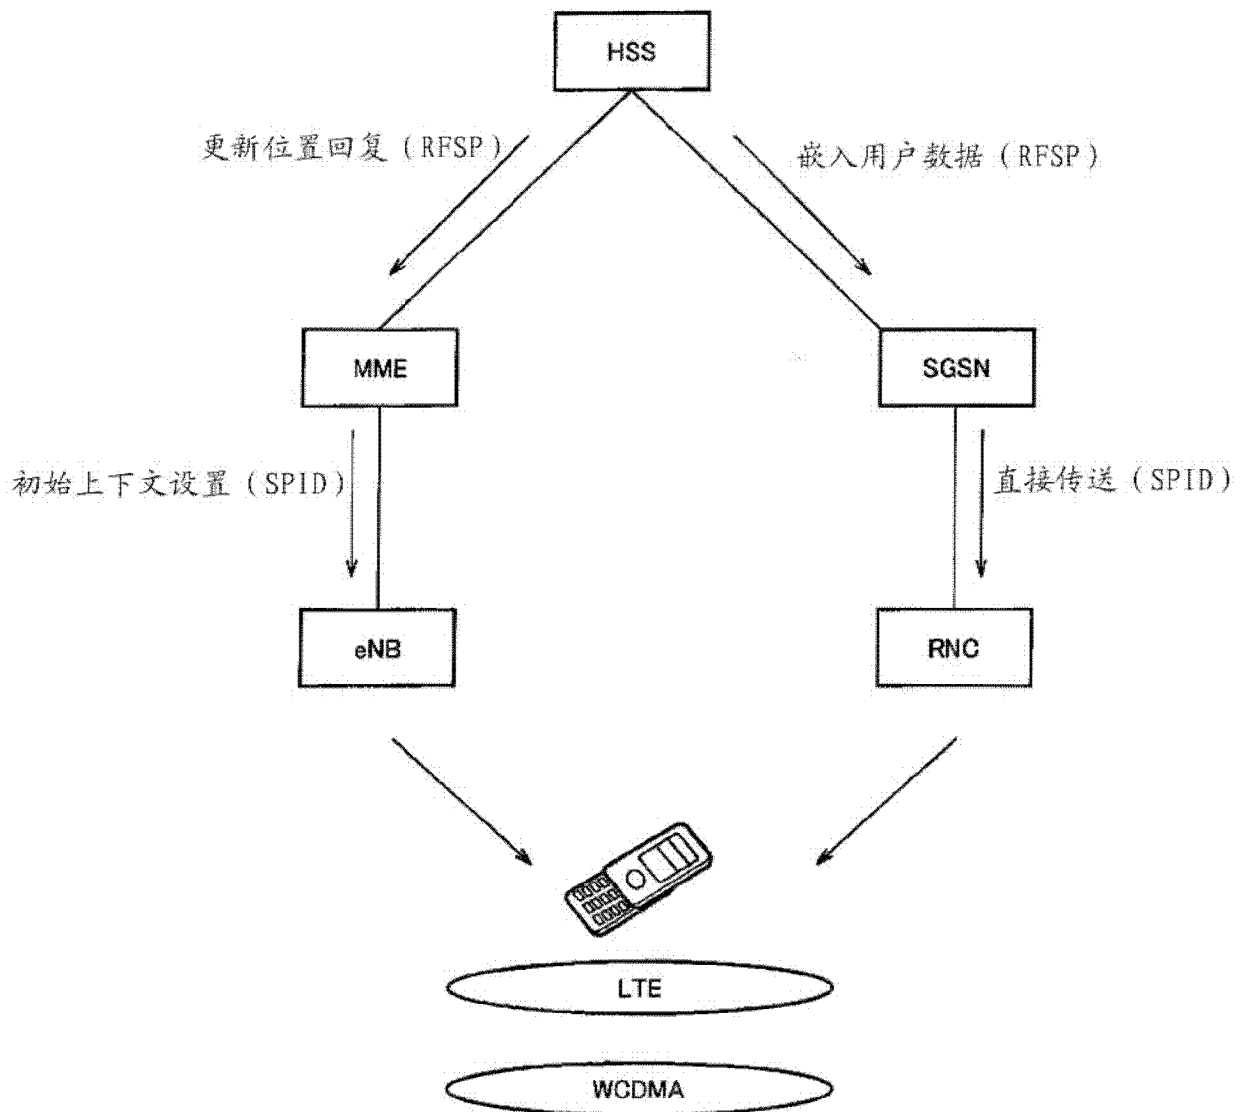 HSS
更新位置回复（RFSP）
嵌入用户数据（RFSP）
MME
SGSN
初始上下文设置（SPID）
直接传送（SPID）
eNB
RNC
LTE
WCDMA